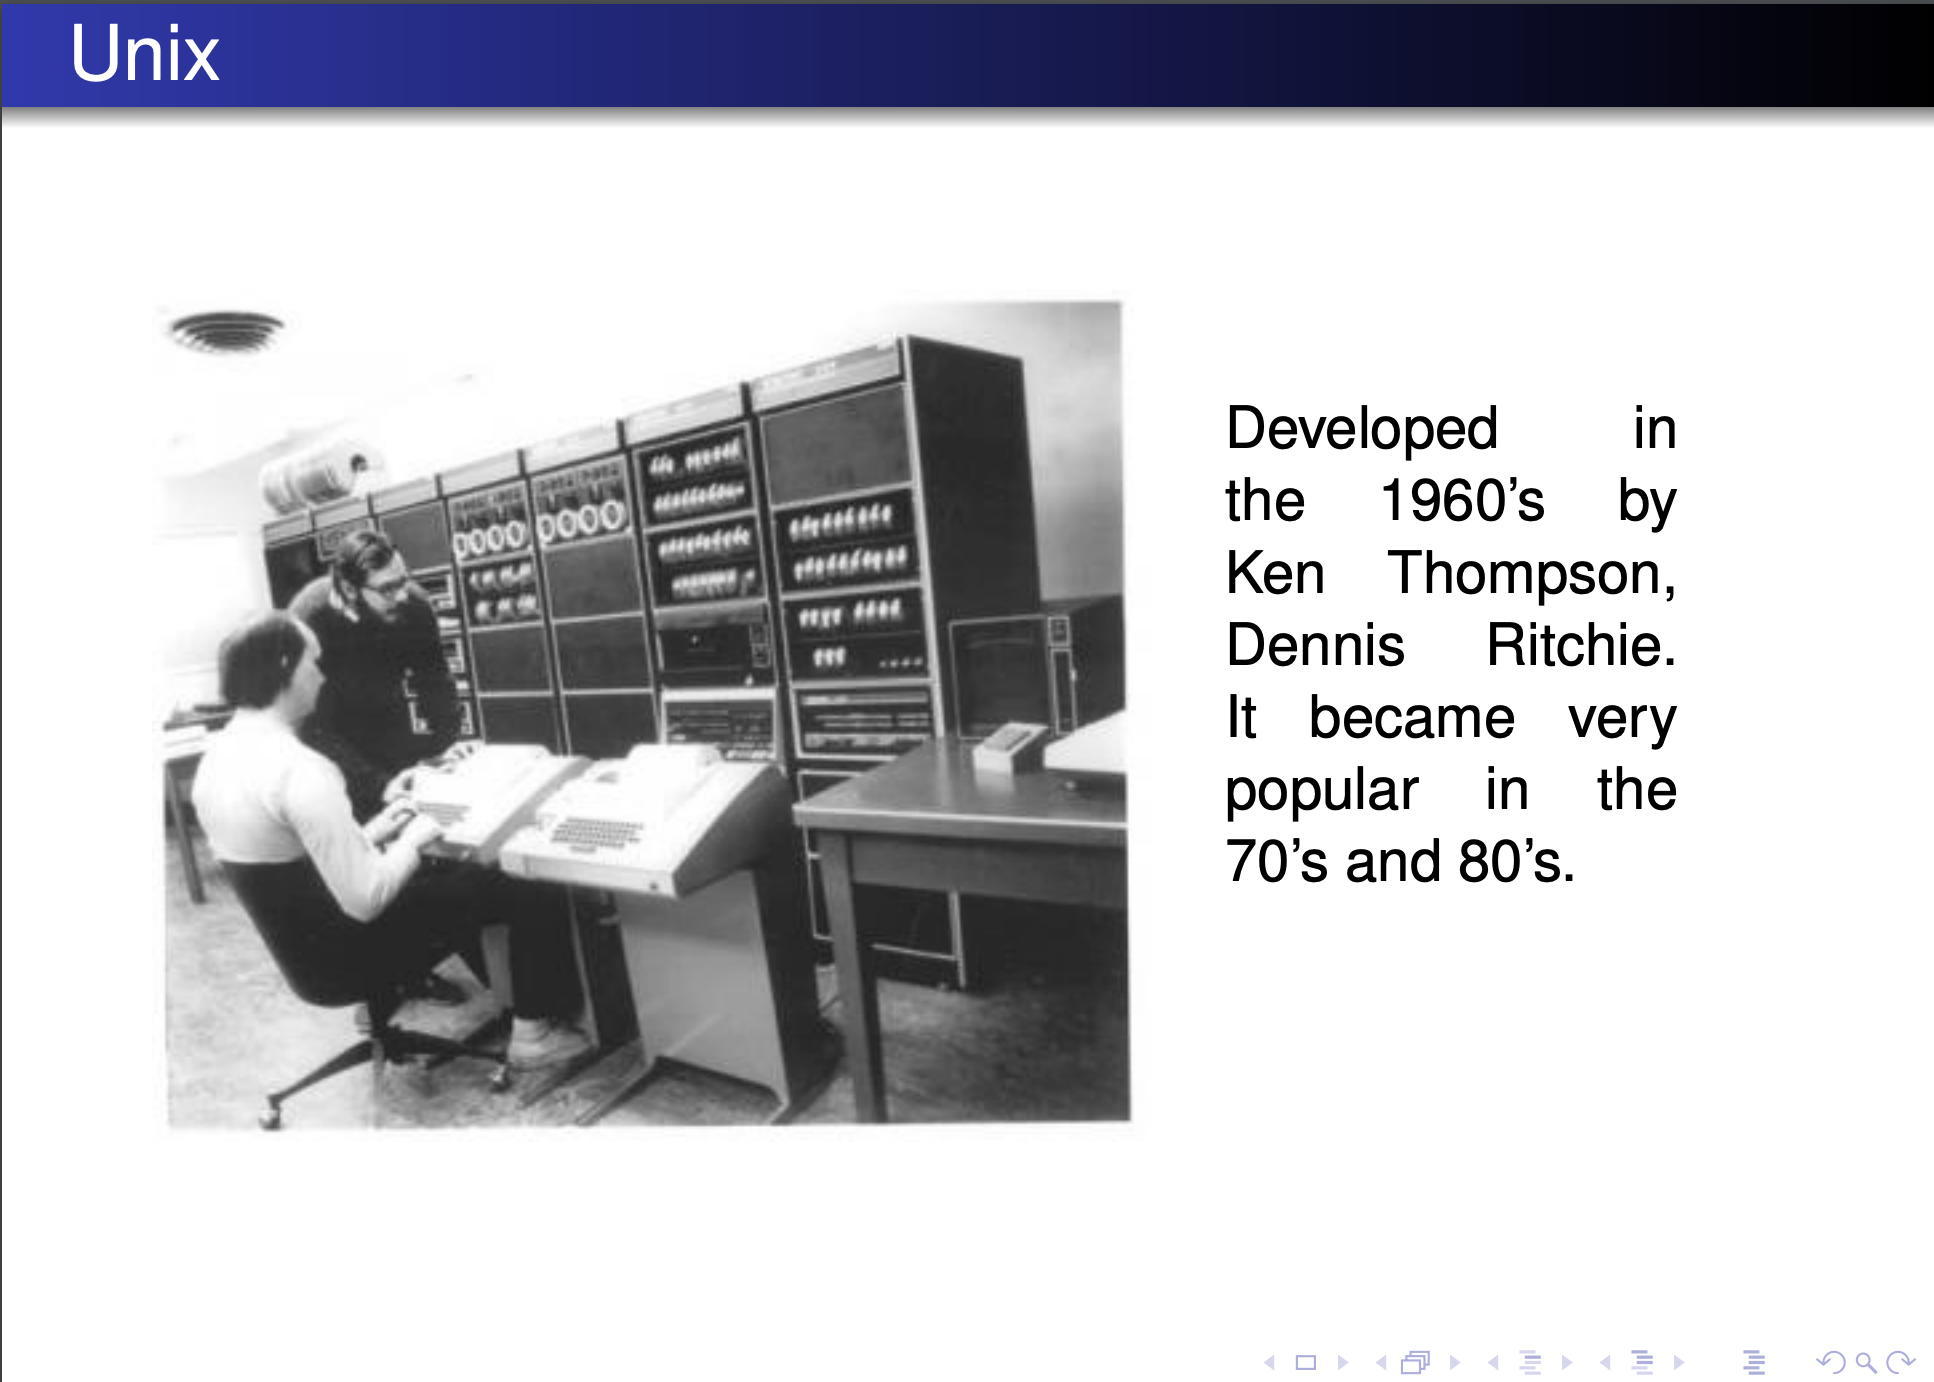 Unix
Developed in
the 1960's by
Ken Thompson,
Dennis Ritchie.
It became very
popular in the
70's and 80's.